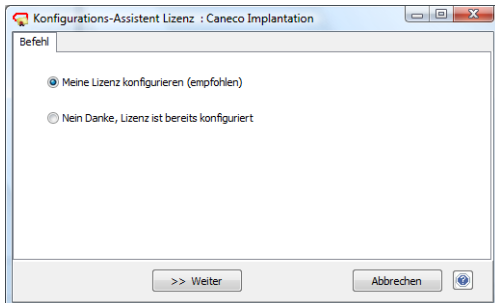 Konfigurations-Assistent Lizenz : Caneco Implantation
Befehl
Meine Lizenz konfigurieren (empfohlen)
Nein Danke, Lizenz ist bereits konfiguriert
>> Weiter
Abbrechen
?